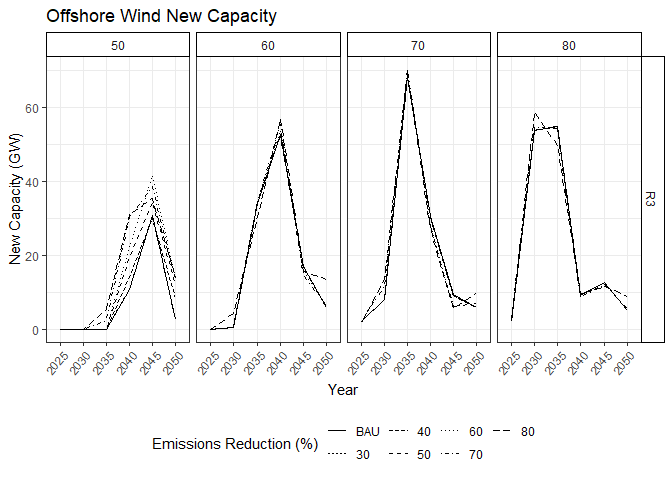 Offshore Wind New Capacity
50 60 70 80
R3
New Capacity (GW)
60
40
20
0
2025 2030 2035 2040 2045 2050 2025 2030 2035 2040 2045 2050 2025 2030 2035 2040 2045 2050 2025 2030 2035 2040 2045 2050
Year
Emissions Reduction (%)
BAU 40 60 80
30 50 70